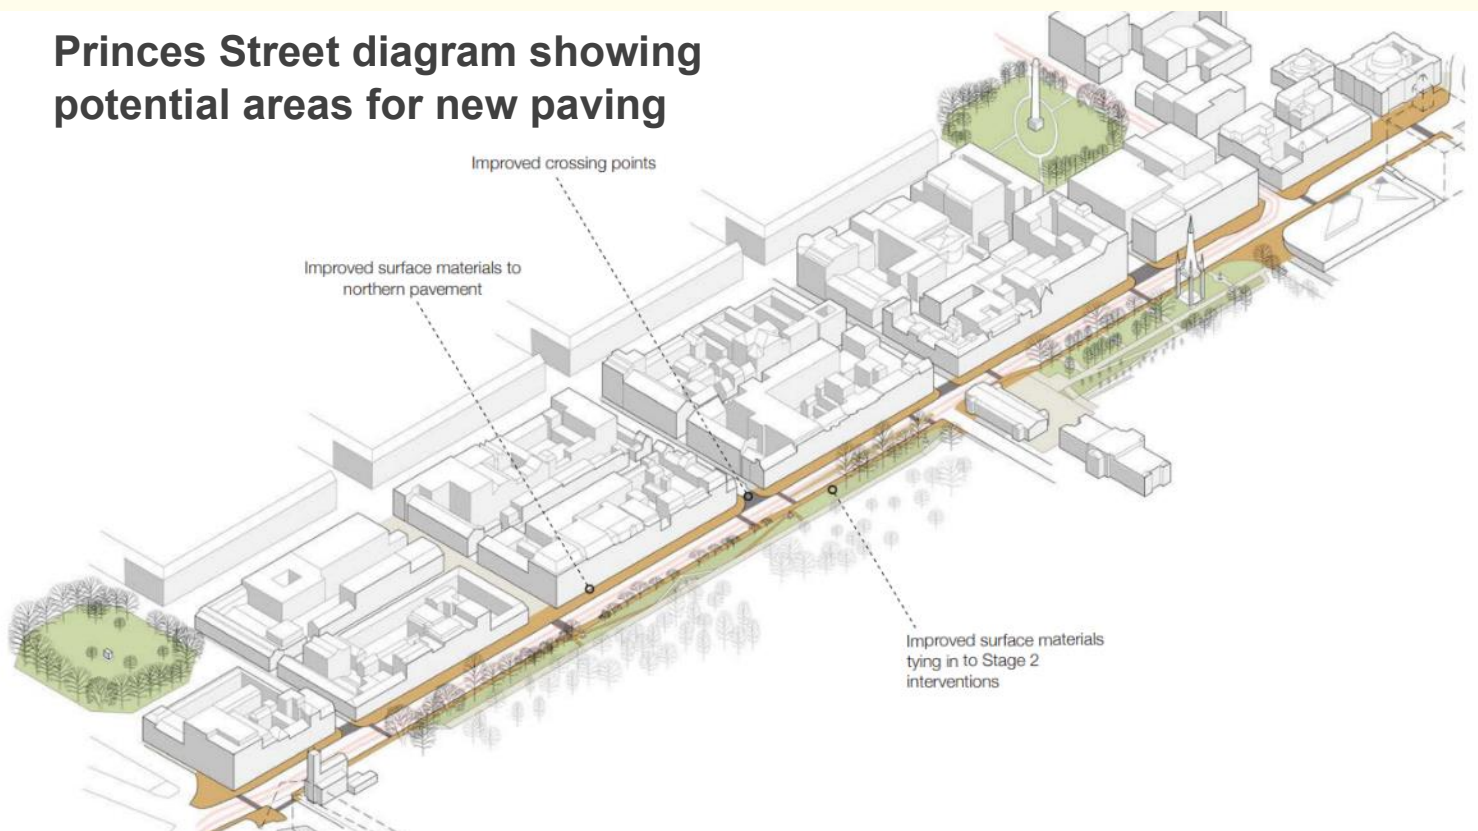 Princes Street diagram showing
potential areas for new paving
Improved crossing points
Improved surface materials to
northern pavement
Improved surface materials
tying in to Stage 2
interventions